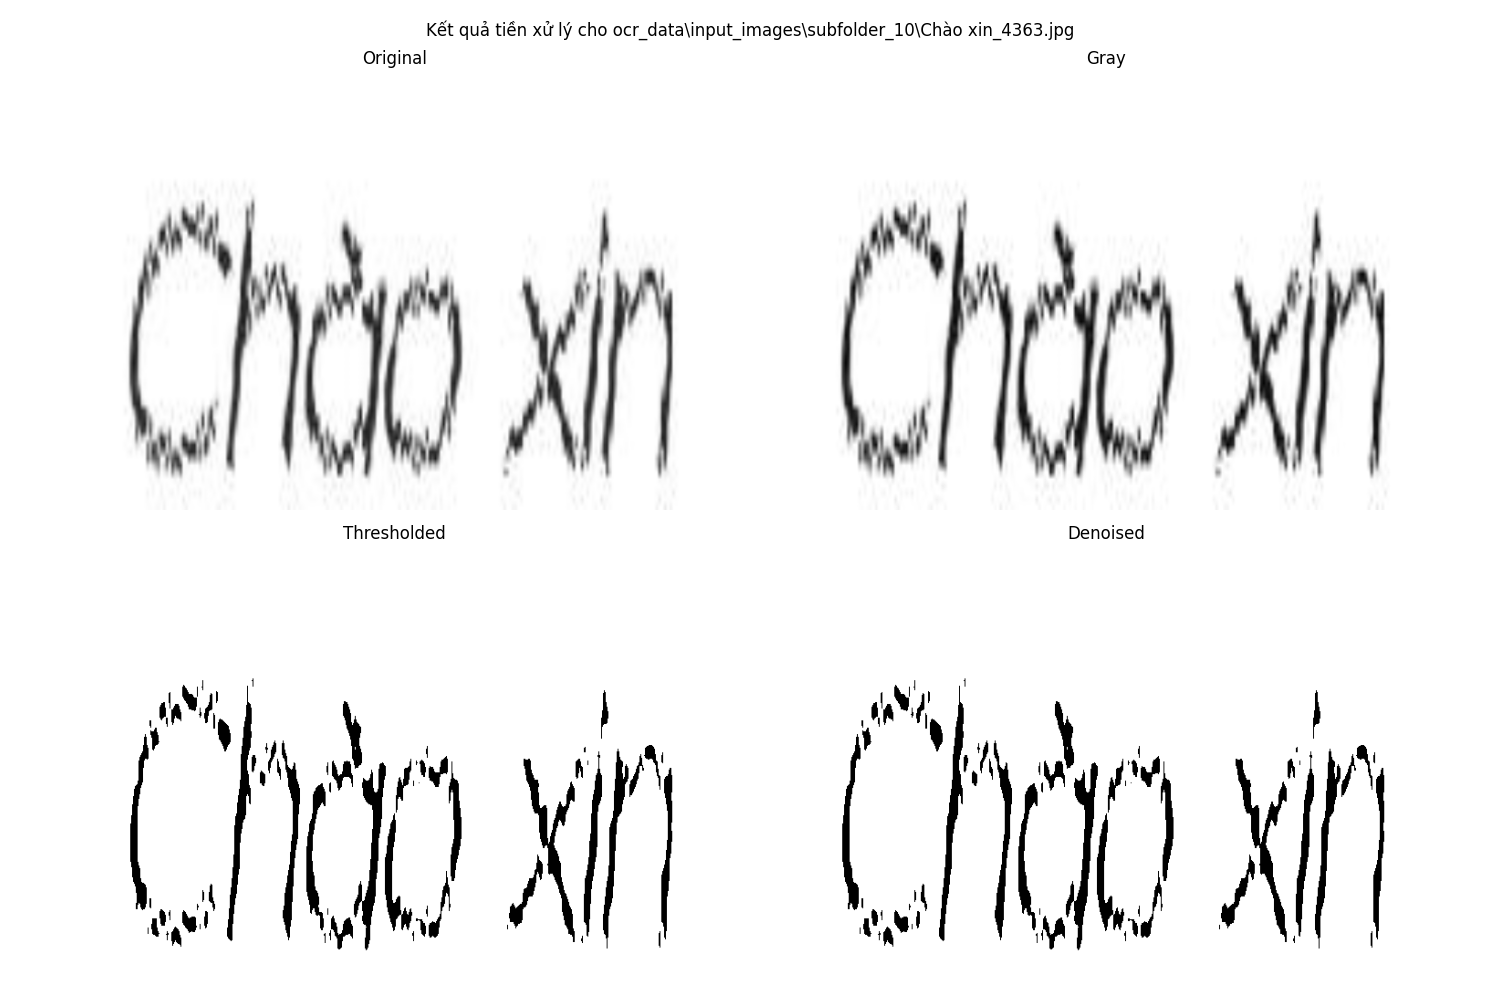 Kết quả tiền xử lý cho ocr_data\input_images\subfolder_10\Chào xin_4363.jpg
Original
Gray
Chào xin
Chào xin
Thresholded
Denoised
Chào xin
Chào xin